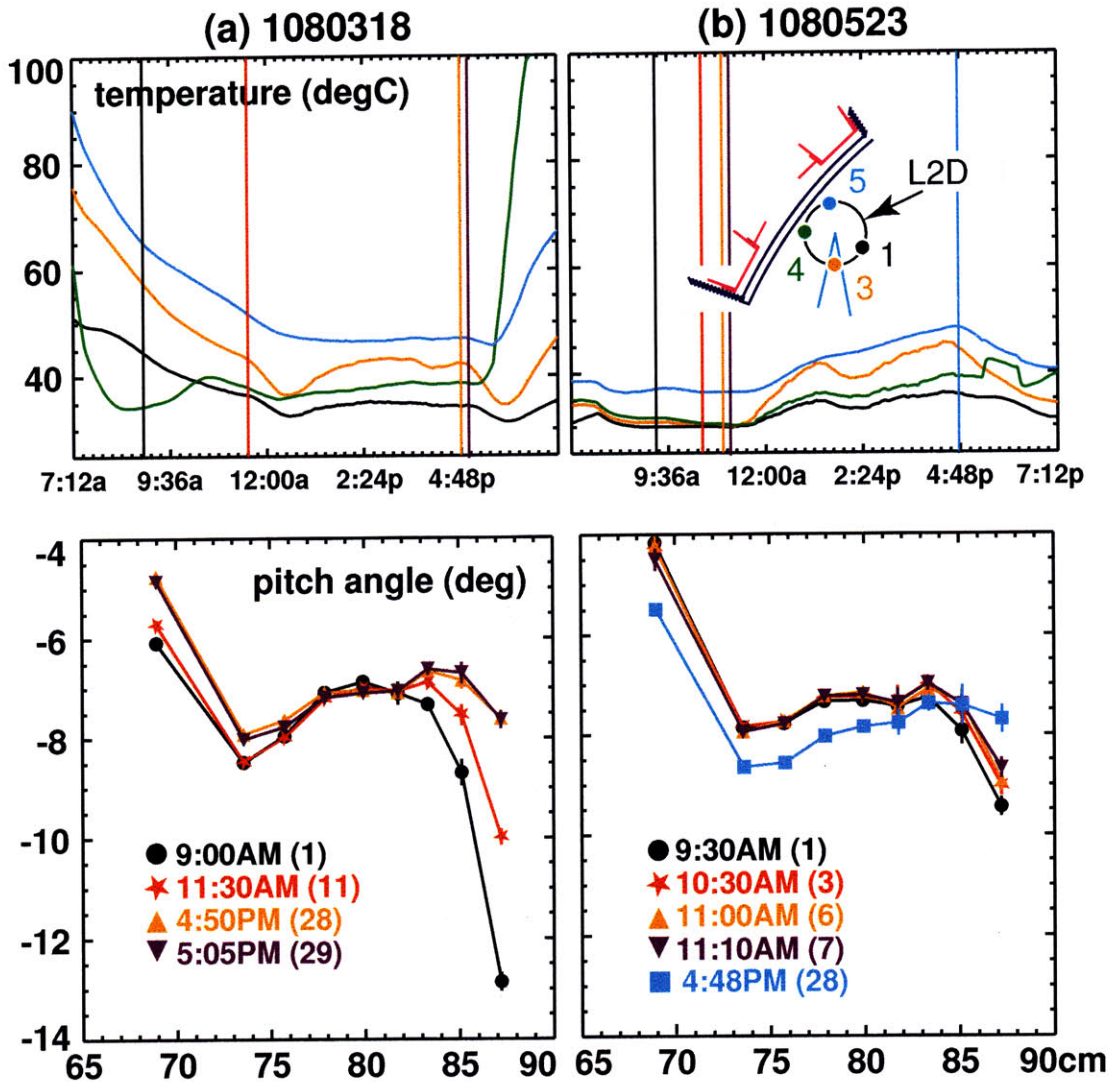 (a) 1080318
(b) 1080523
temperature (degC)
100
80
60
40
7:12a 9:36a 12:00a 2:24p 4:48p
L2D
5
1
4
3
9:36a 12:00a 2:24p 4:48p 7:12p
pitch angle (deg)
-4
-6
-8
-10
-12
-14
9:00AM (1)
11:30AM (11)
4:50PM (28)
5:05PM (29)
65 70 75 80 85 90
9:30AM (1)
10:30AM (3)
11:00AM (6)
11:10AM (7)
4:48PM (28)
65 70 75 80 85 90cm